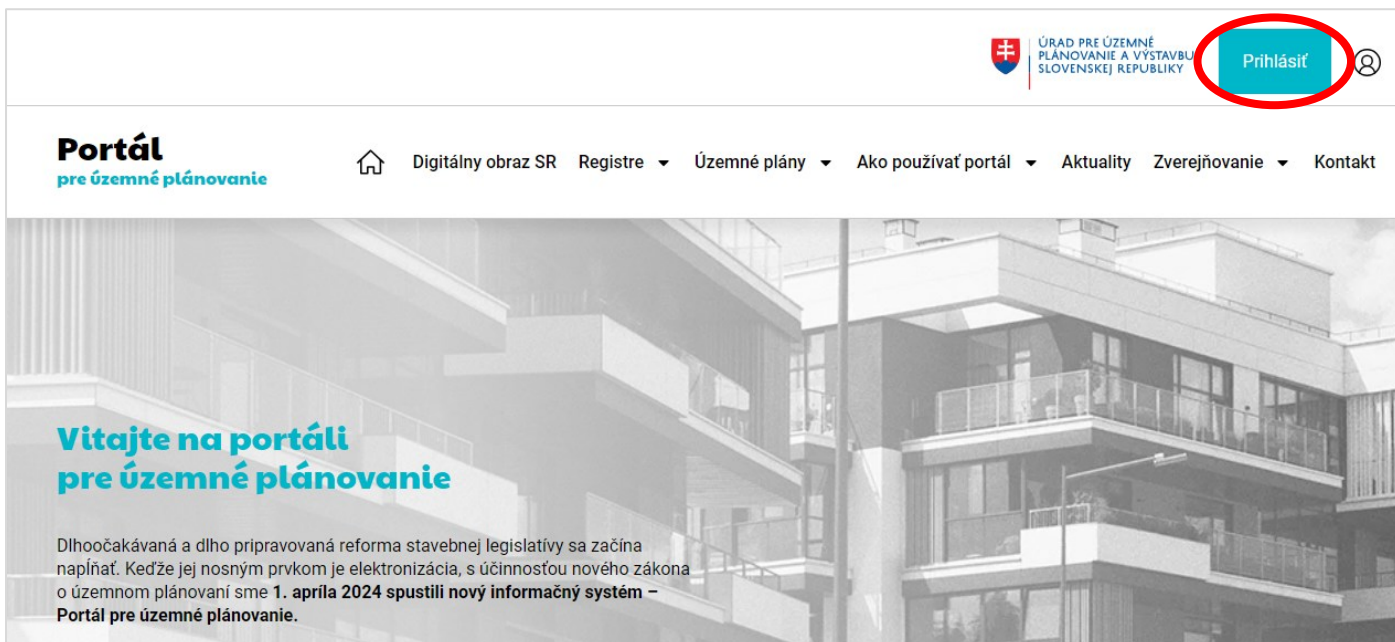 ÚRAD PRE ÚZEMNÉ
PLÁNOVANIE A VÝSTAVBU
SLOVENSKEJ REPUBLIKY
Prihlásiť
Portál
pre územné plánovanie
Digitálny obraz SR Registre Územné plány Ako používať portál Aktuality Zverejňovanie Kontakt
Vitajte na portáli
pre územné plánovanie
Dlhoočakávaná a dlho pripravovaná reforma stavebnej legislatívy sa začína
napĺňať. Keďže jej nosným prvkom je elektronizácia, s účinnosťou nového zákona
o územnom plánovaní sme 1. apríla 2024 spustili nový informačný systém –
Portál pre územné plánovanie.